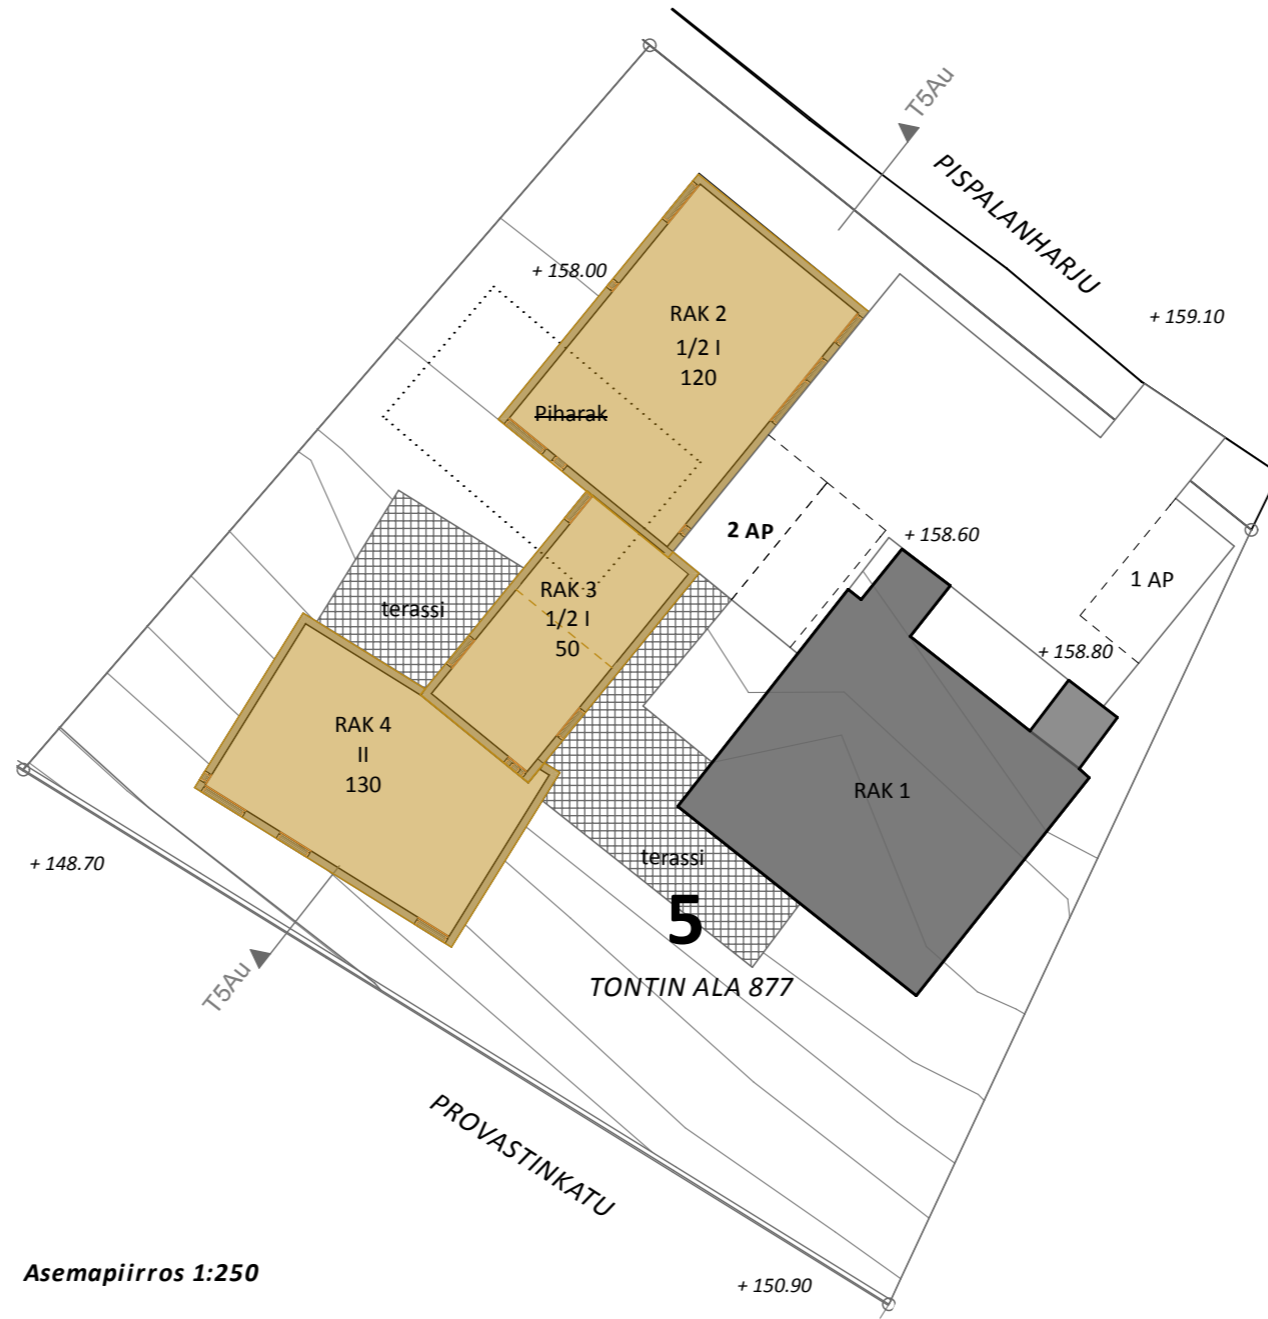 T5Au
PISPALANHARJU
+ 158.00
+ 159.10
RAK 2
1/2 I
120
Piharak
2 AP
+ 158.60
1 AP
RAK 3
1/2 I
50
terassi
+ 158.80
RAK 4
II
130
RAK 1
+ 148.70
terassi
5
TONTIN ALA 877
T5Au
PROVASTINKATU
Asemapiirros 1:250
+ 150.90